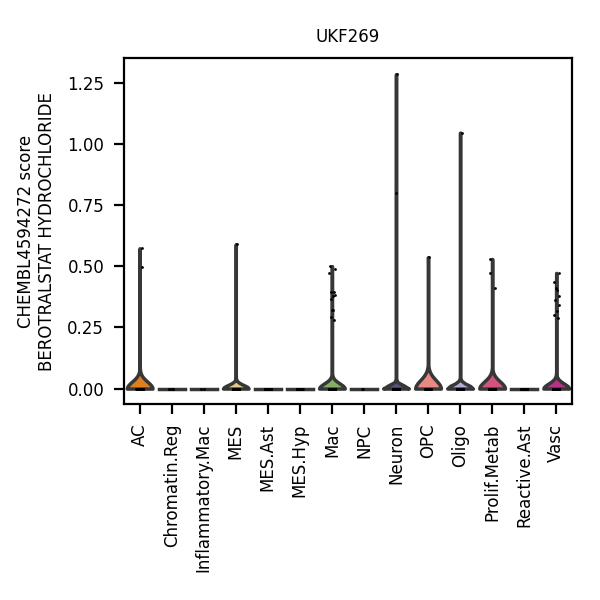 UKF269
CHEMBL4594272 score
BEROTRALSTAT HYDROCHLORIDE
1.25
1.00
0.75
0.50
0.25
0.00
AC
Chromatin.Reg
Inflammatory.Mac
MES
MES.Ast
MES.Hyp
Mac
NPC
Neuron
OPC
Oligo
Prolif.Metab
Reactive.Ast
Vasc